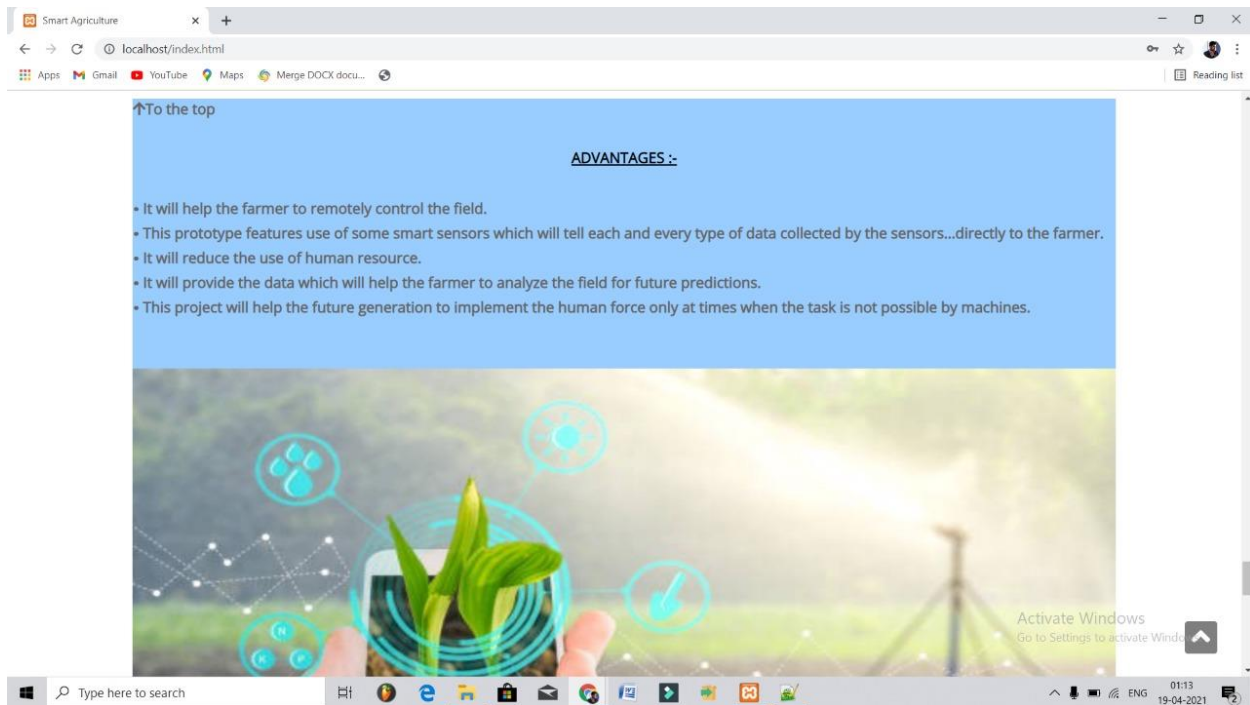 Smart Agriculture
localhost/index.html
Apps
Gmail
YouTube
Maps
Merge DOCX docu...
Reading list
↑To the top
ADVANTAGES :-
• It will help the farmer to remotely control the field.
• This prototype features use of some smart sensors which will tell each and every type of data collected by the sensors...directly to the farmer.
• It will reduce the use of human resource.
• It will provide the data which will help the farmer to analyze the field for future predictions.
• This project will help the future generation to implement the human force only at times when the task is not possible by machines.
N
K P
Activate Windows
Go to Settings to activate Windo
Type here to search
ENG
01:13
19-04-2021
2